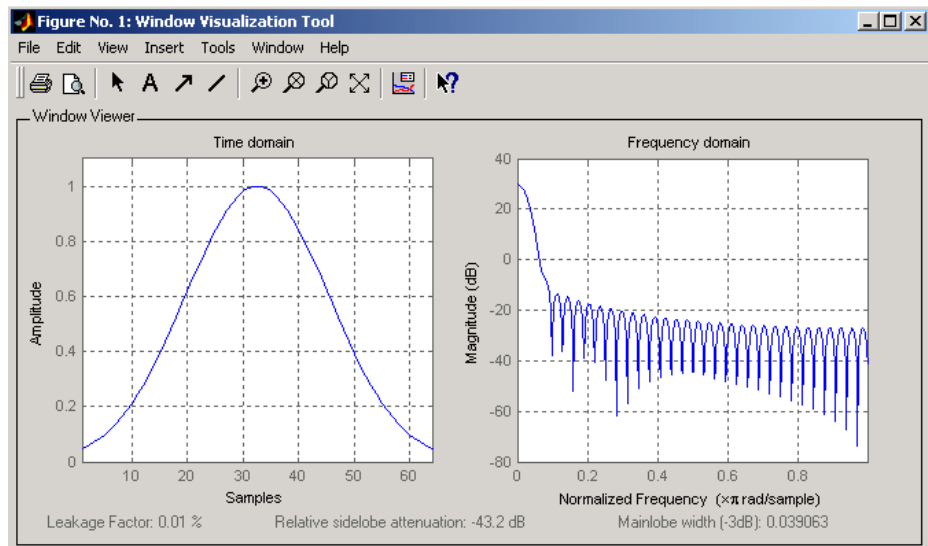 Figure No. 1: Window Visualization Tool
File Edit View Insert Tools Window Help
A
Window Viewer
Time domain
Frequency domain
1
0.8
0.6
0.4
0.2
0
10 20 30 40 50 60
Amplitude
Samples
40
20
0
-20
-40
-60
-80
0 0.2 0.4 0.6 0.8
Magnitude (dB)
Normalized Frequency (×π rad/sample)
Leakage Factor: 0.01 %
Relative sidelobe attenuation: -43.2 dB
Mainlobe width (-3dB): 0.039063